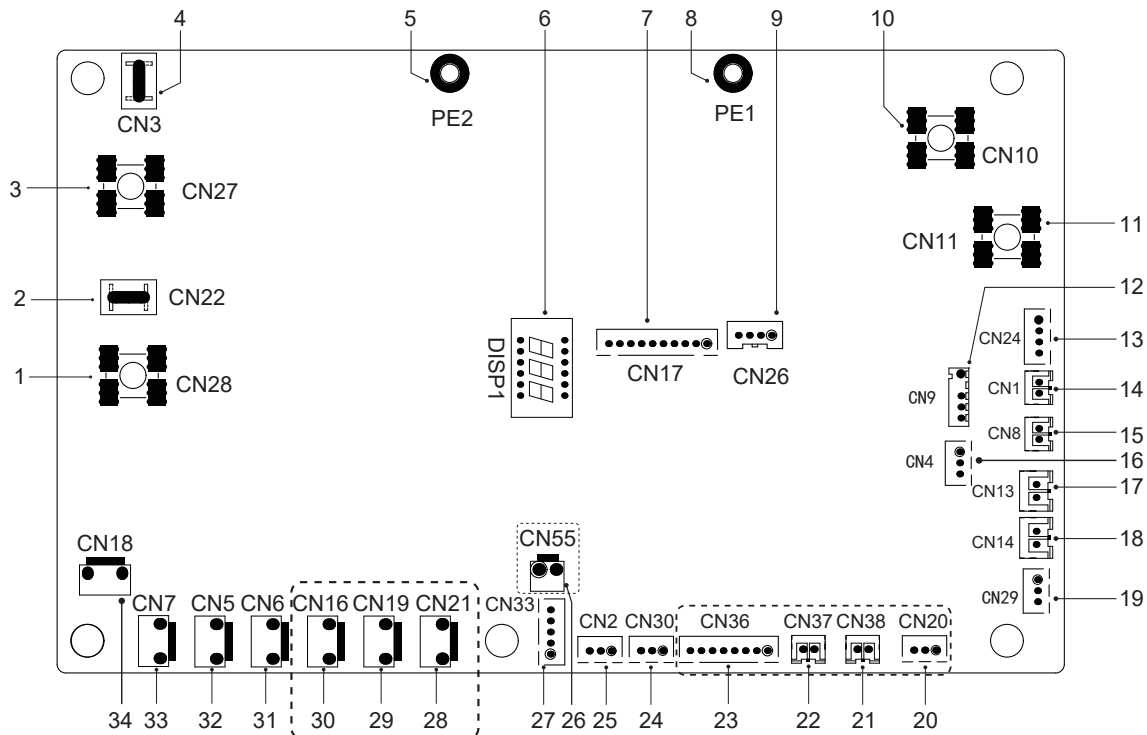 4 5 6 7 8 9 10
CN3 PE2 PE1
CN10
3 CN27
CN11 11
2 CN22
12
DISP1 CN17 CN26
CN24 13
1 CN28
CN9 CN1 14
CN8 15
CN4 16
CN13 17
CN14 18
CN18 CN55
CN29 19
CN7 CN5 CN6 CN16 CN19 CN21 CN33 CN2 CN30 CN36 CN37 CN38 CN20
34 33 32 31 30 29 28 27 26 25 24 23 22 21 20